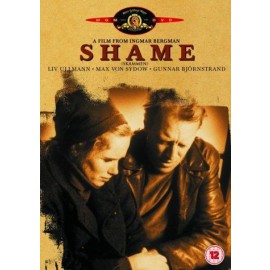 A FILM FROM INGMAR BERGMAN
SHAME
(SKAMMEN)
LIV ULLMANN • MAX VON SYDOW • GUNNAR BJÖRNSTRAND
12